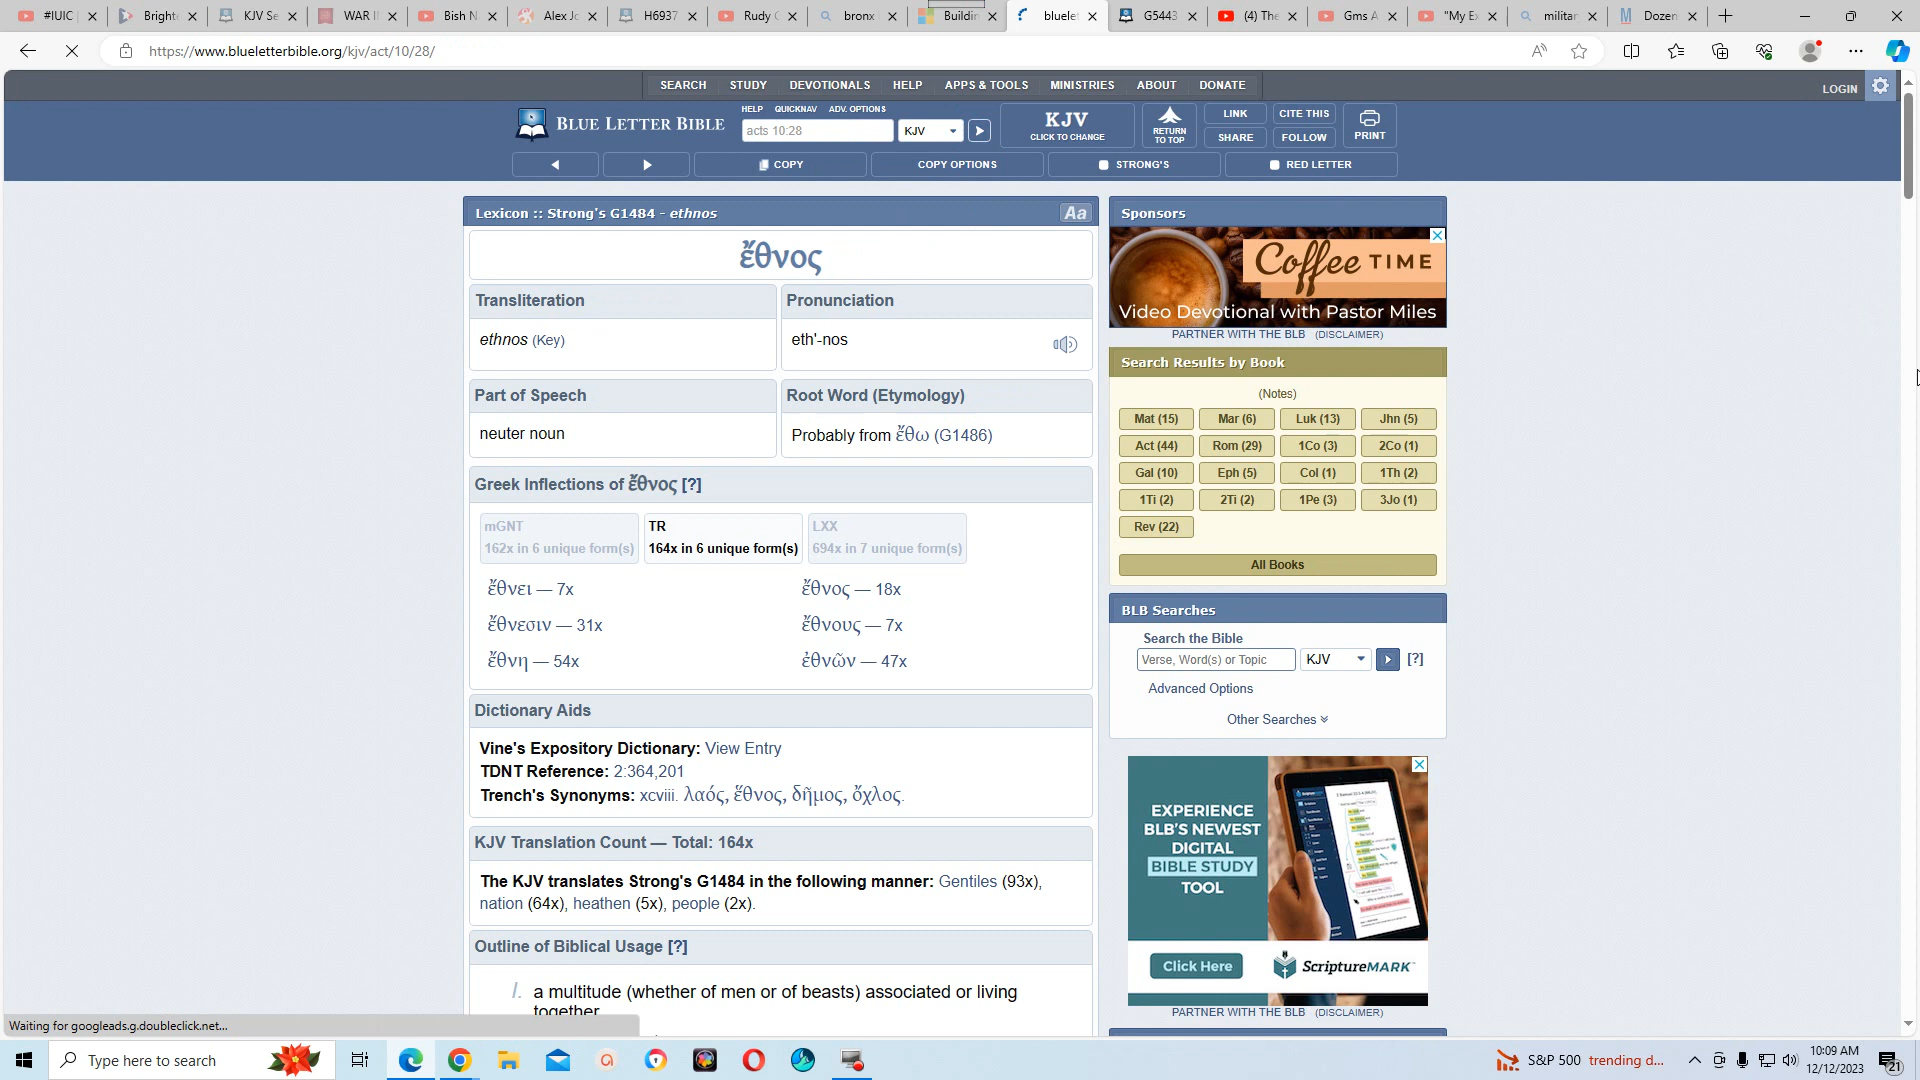 #IUIC
Brighte
KJV Se
WAR I
Bish N
Alex Jo
H6937
Rudy G
bronx
Buildin
bluelet
G5443
(4) The
Gms A
"My Ex
militar
Dozen
https://www.blueletterbible.org/kjv/act/10/28/
SEARCH STUDY DEVOTIONALS HELP APPS & TOOLS MINISTRIES ABOUT DONATE
LOGIN
BLUE LETTER BIBLE
HELP QUICKNAV ADV. OPTIONS
acts 10:28
KJV
KJV
CLICK TO CHANGE
RETURN
TO TOP
LINK
CITE THIS
SHARE
FOLLOW
PRINT
COPY
COPY OPTIONS
STRONG'S
RED LETTER
Lexicon :: Strong's G1484 - ethnos
Aa
ἔθνος
Transliteration
Pronunciation
ethnos (Key)
eth'-nos
Part of Speech
Root Word (Etymology)
neuter noun
Probably from ἔθω (G1486)
Greek Inflections of ἔθνος [?]
mGNT
162x in 6 unique form(s)
TR
164x in 6 unique form(s)
LXX
694x in 7 unique form(s)
ἔθνει — 7x
ἔθνος — 18x
ἔθνεσιν — 31x
ἔθνους — 7x
ἔθνη — 54x
ἐθνῶν — 47x
Dictionary Aids
Vine's Expository Dictionary: View Entry
TDNT Reference: 2:364,201
Trench's Synonyms: xcviii. λαός, ἔθνος, δῆμος, ὄχλος.
KJV Translation Count — Total: 164x
The KJV translates Strong's G1484 in the following manner: Gentiles (93x),
nation (64x), heathen (5x), people (2x).
Outline of Biblical Usage [?]
I. a multitude (whether of men or of beasts) associated or living
together
Sponsors
Coffee TIME
Video Devotional with Pastor Miles
PARTNER WITH THE BLB (DISCLAIMER)
Search Results by Book
(Notes)
Mat (15) Mar (6) Luk (13) Jhn (5)
Act (44) Rom (29) 1Co (3) 2Co (1)
Gal (10) Eph (5) Col (1) 1Th (2)
1Ti (2) 2Ti (2) 1Pe (3) 3Jo (1)
Rev (22)
All Books
BLB Searches
Search the Bible
Verse, Word(s) or Topic
KJV
[?]
Advanced Options
Other Searches
EXPERIENCE
BLB'S NEWEST
DIGITAL
BIBLE STUDY
TOOL
Click Here
SCRIPTUREMARK
PARTNER WITH THE BLB (DISCLAIMER)
Waiting for googleads.g.doubleclick.net...
Type here to search
S&P 500 trending d...
10:09 AM
12/12/2023
21